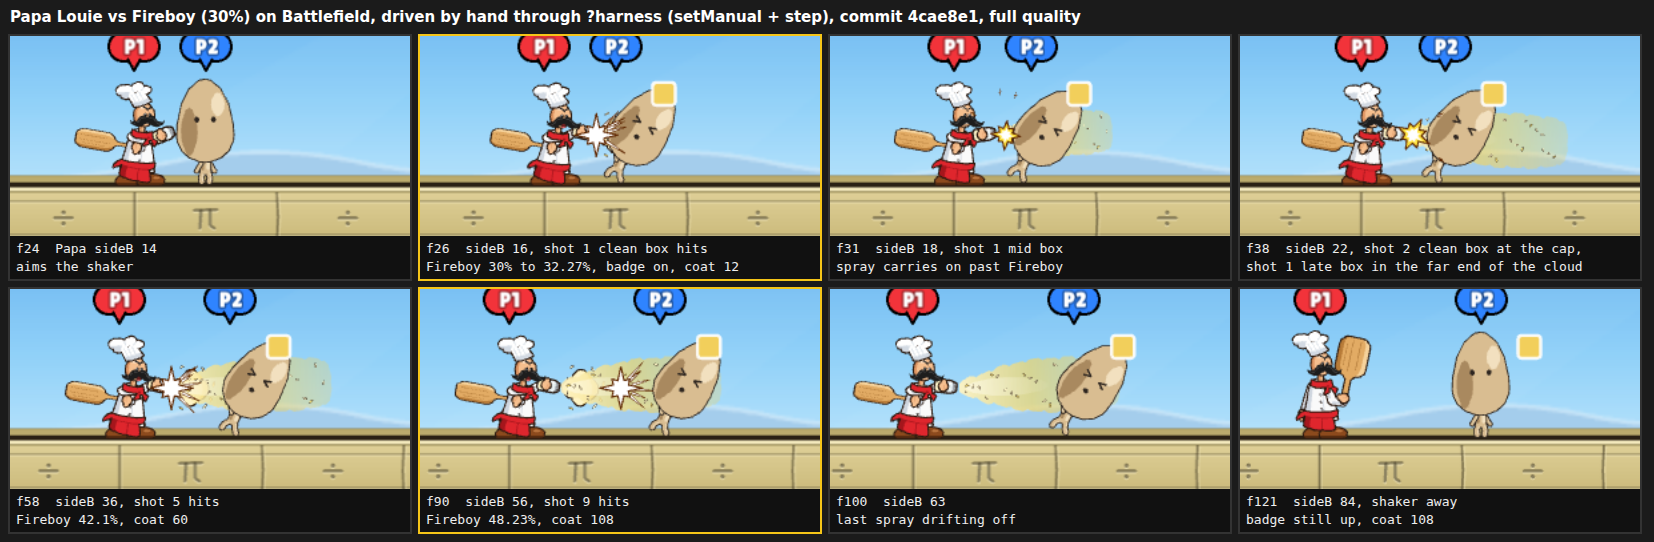 Papa Louie vs Fireboy (30%) on Battlefield, driven by hand through ?harness (setManual + step), commit 4cae8e1, full quality
P1 P2
P1 P2
P1 P2
P1 P2
÷ π ÷
÷ π ÷
÷ π ÷
÷ π ÷
f24 Papa sideB 14
aims the shaker
f26 sideB 16, shot 1 clean box hits
Fireboy 30% to 32.27%, badge on, coat 12
f31 sideB 18, shot 1 mid box
spray carries on past Fireboy
f38 sideB 22, shot 2 clean box at the cap,
shot 1 late box in the far end of the cloud
P1 P2
P1 P2
P1 P2
P1 P2
÷ π ÷
÷ π ÷
÷ π ÷
÷ π ÷
f58 sideB 36, shot 5 hits
Fireboy 42.1%, coat 60
f90 sideB 56, shot 9 hits
Fireboy 48.23%, coat 108
f100 sideB 63
last spray drifting off
f121 sideB 84, shaker away
badge still up, coat 108